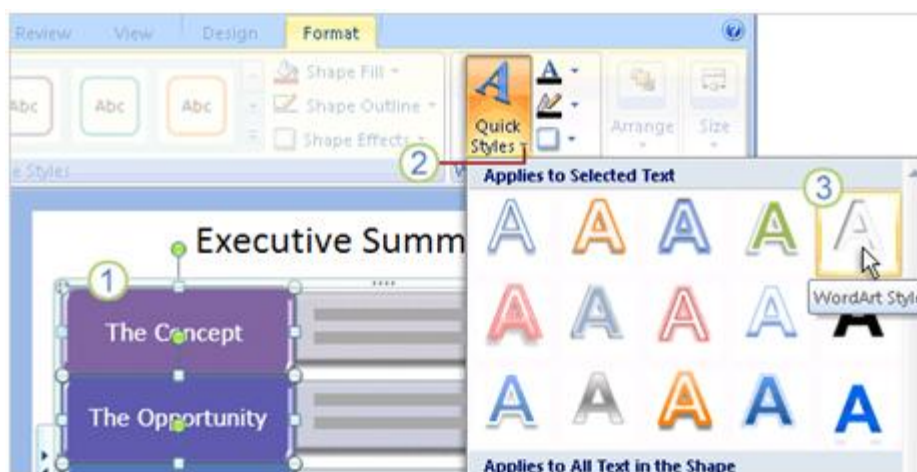 Review View Design Format
Abc Abc Abc
Shape Fill
Shape Outline
Shape Effects
Quick
Styles
Arrange
Size
2
Styles
Applies to Selected Text
3
Executive Summ
1
WordArt Style
The Concept
The Opportunity
Applies to All Text in the Shape